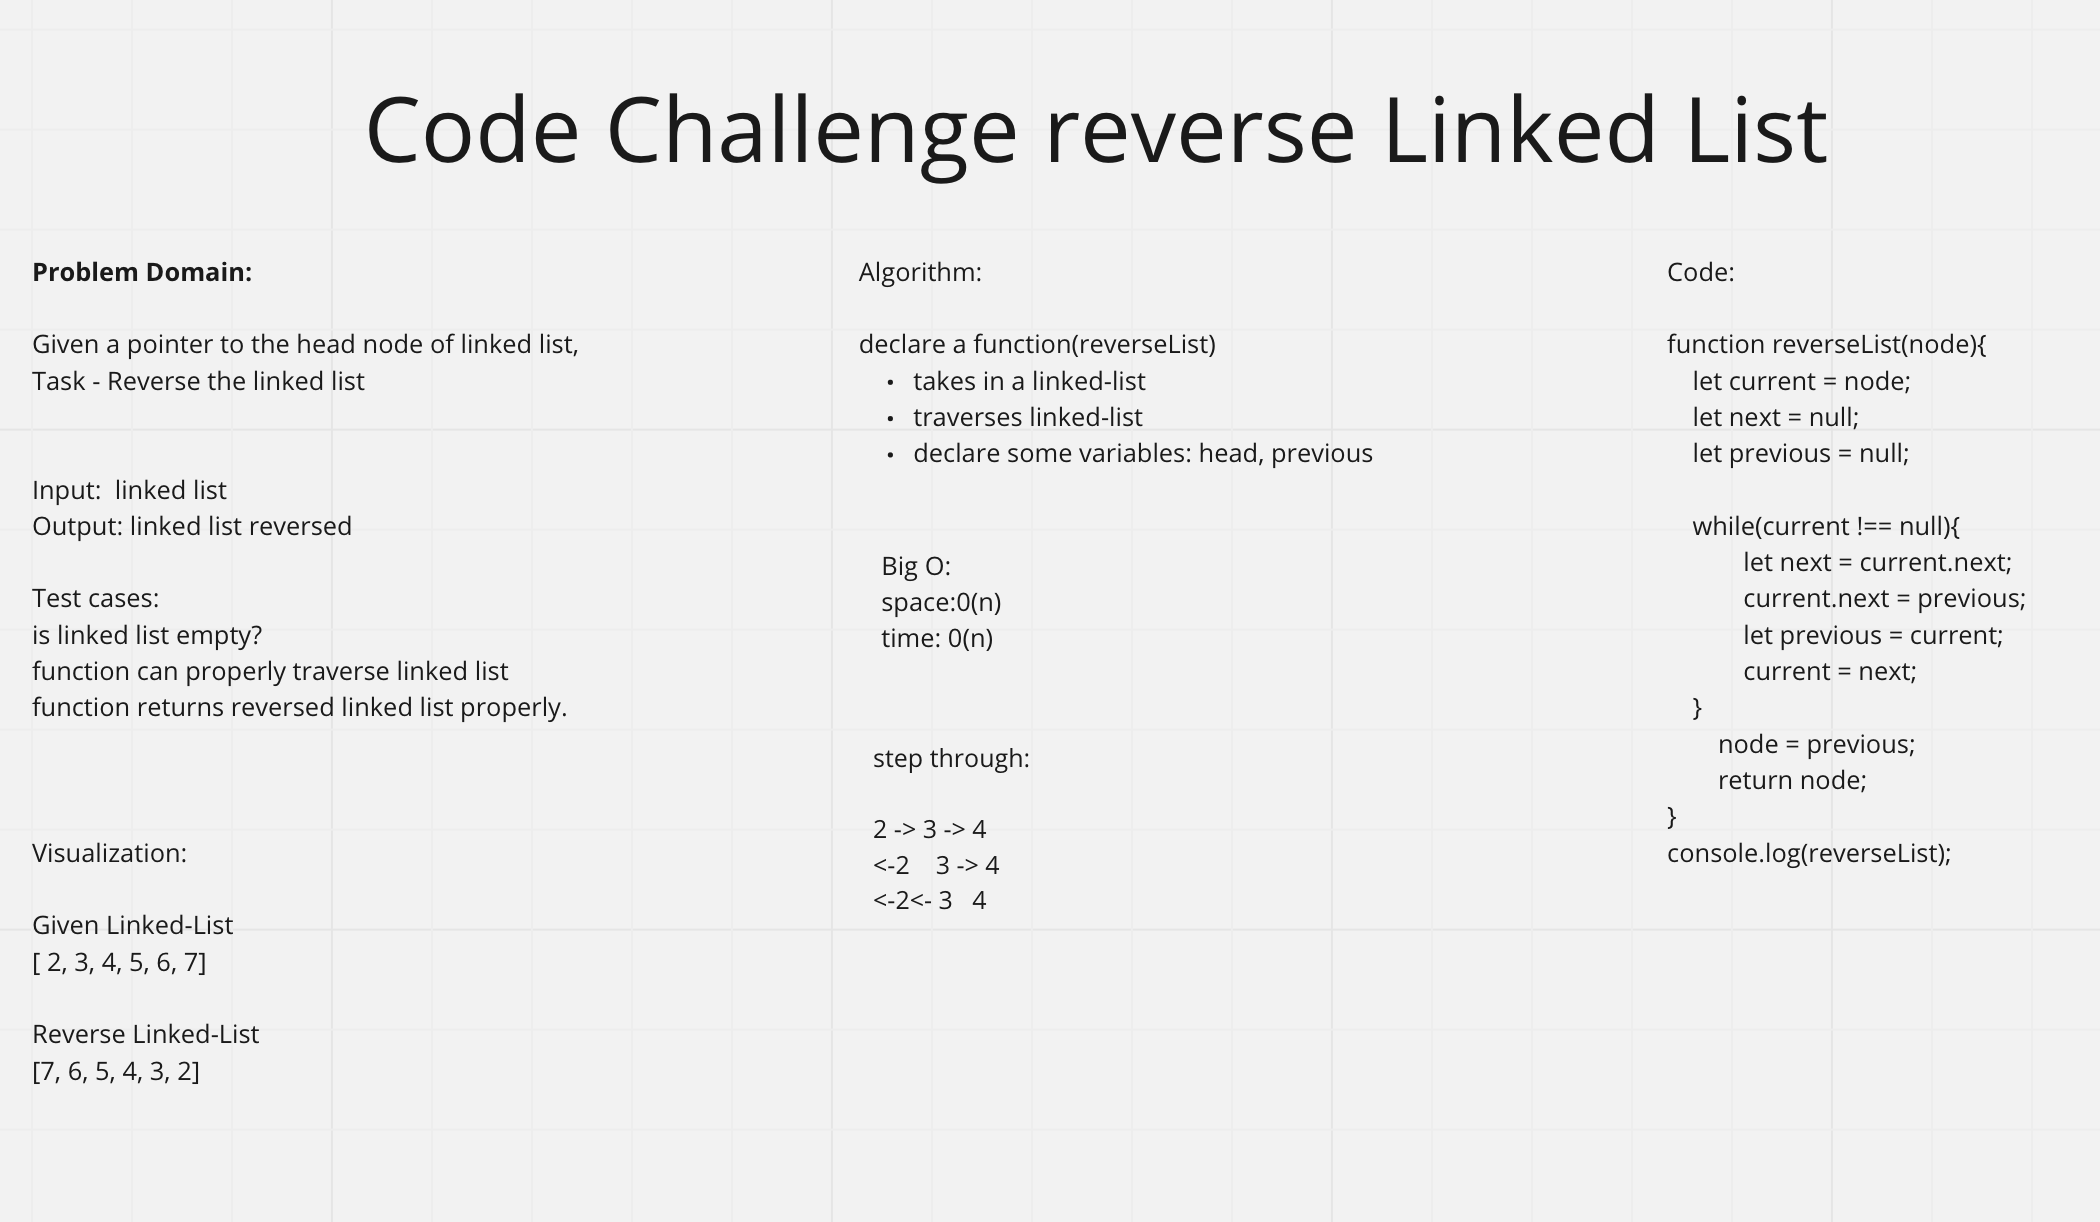 Code Challenge reverse Linked List
Problem Domain:
Given a pointer to the head node of linked list,
Task - Reverse the linked list
Input:  linked list
Output: linked list reversed
Test cases:
is linked list empty?
function can properly traverse linked list
function returns reversed linked list properly.
Visualization:
Given Linked-List
[ 2, 3, 4, 5, 6, 7]
Reverse Linked-List
[7, 6, 5, 4, 3, 2]
Algorithm:
declare a function(reverseList)
• takes in a linked-list
• traverses linked-list
• declare some variables: head, previous
Big O:
space:0(n)
time: 0(n)
step through:
2 -> 3 -> 4
<-2    3 -> 4
<-2<- 3   4
Code:
function reverseList(node){
let current = node;
let next = null;
let previous = null;
while(current !== null){
let next = current.next;
current.next = previous;
let previous = current;
current = next;
}
node = previous;
return node;
}
console.log(reverseList);